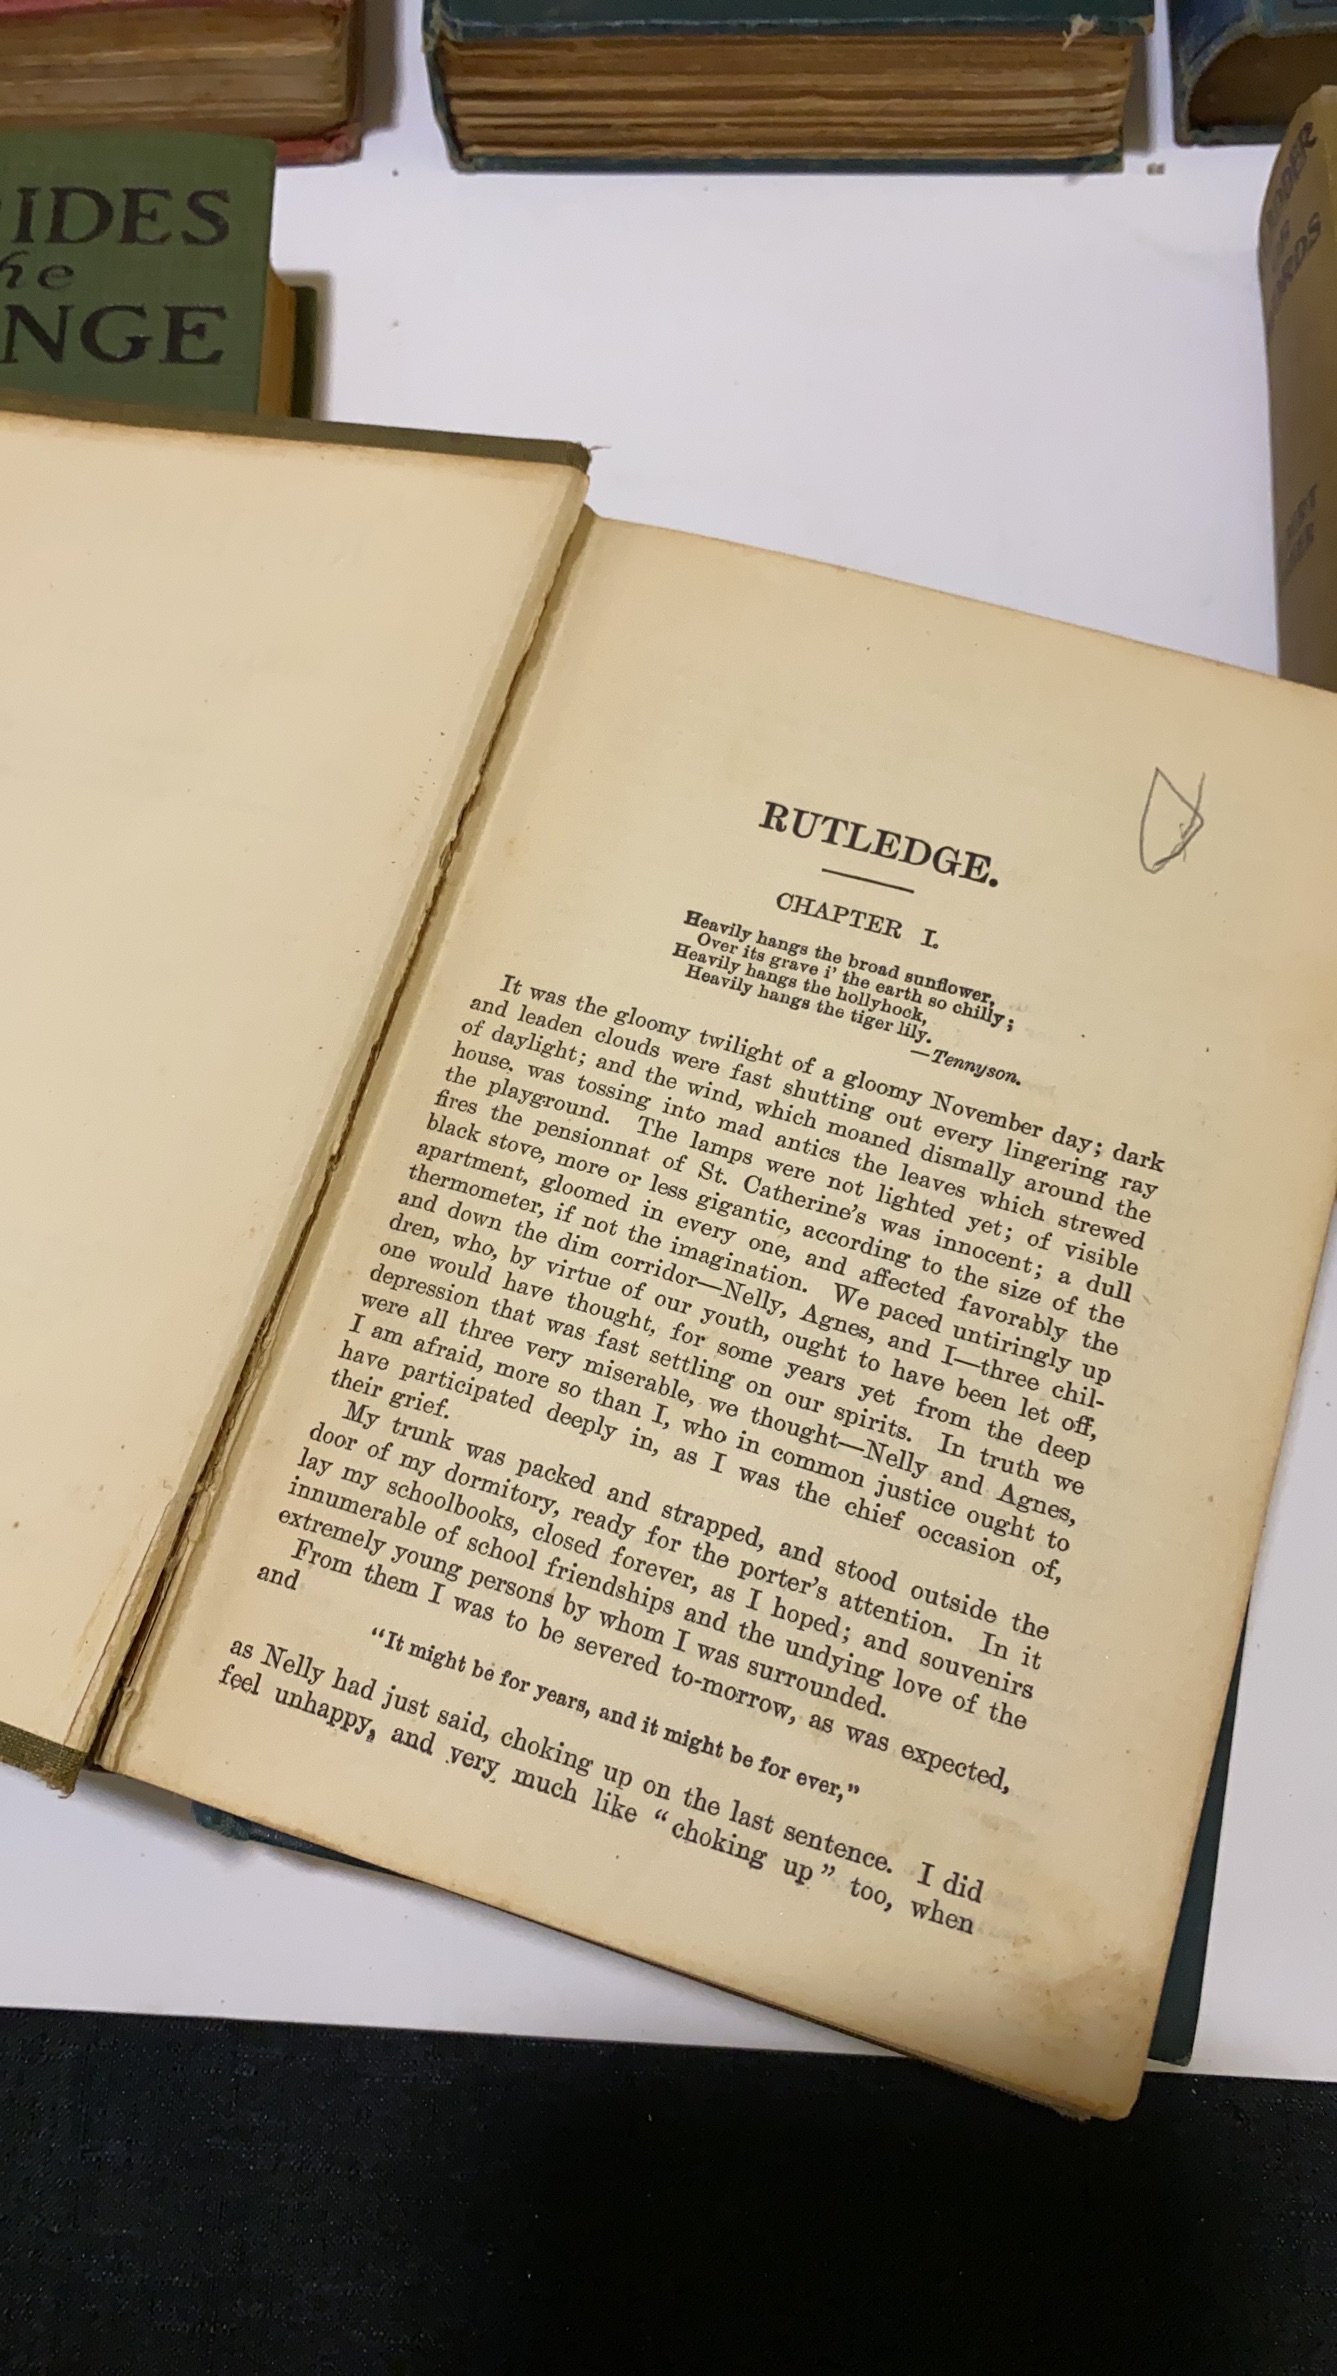 IDES
he
NGE
RUTLEDGE.
CHAPTER I.
Heavily hangs the broad sunflower,
Over its grave i' the earth so chilly;
Heavily hangs the hollyhock,
Heavily hangs the tiger lily.
—Tennyson.
It was the gloomy twilight of a gloomy November day; dark
and leaden clouds were fast shutting out every lingering ray
of daylight; and the wind, which moaned dismally around the
house, was tossing into mad antics the leaves which strewed
the playground. The lamps were not lighted yet; of visible
fires the pensionnat of St. Catherine's was innocent; a dull
black stove, more or less gigantic, according to the size of the
apartment, gloomed in every one, and affected favorably the
thermometer, if not the imagination. We paced untiringly up
and down the dim corridor—Nelly, Agnes, and I—three chil-
dren, who, by virtue of our youth, ought to have been let off,
one would have thought, for some years yet from the deep
depression that was fast settling on our spirits. In truth we
were all three very miserable, we thought—Nelly and Agnes,
I am afraid, more so than I, who in common justice ought to
have participated deeply in, as I was the chief occasion of,
their grief.
My trunk was packed and strapped, and stood outside the
door of my dormitory, ready for the porter's attention. In it
lay my schoolbooks, closed forever, as I hoped; and souvenirs
innumerable of school friendships and the undying love of the
extremely young persons by whom I was surrounded.
From them I was to be severed to-morrow, as was expected,
and
"It might be for years, and it might be for ever,"
as Nelly had just said, choking up on the last sentence. I did
feel unhappy, and very much like "choking up" too, when